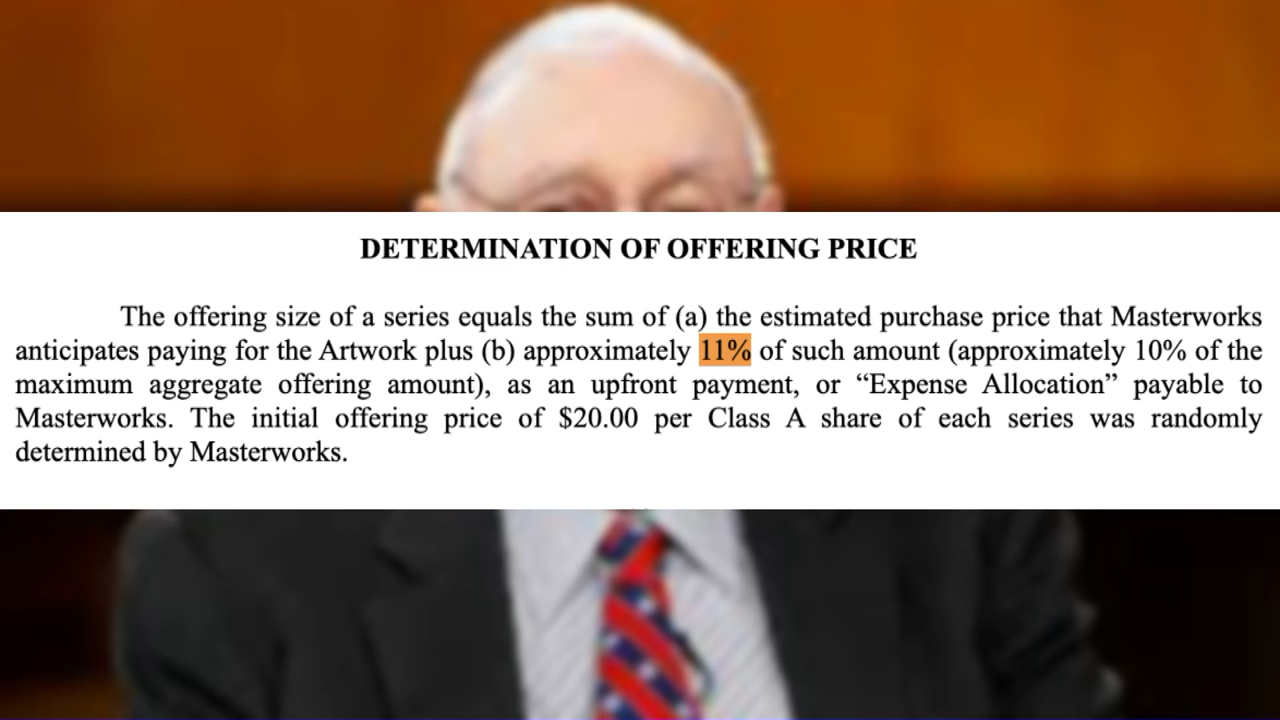 DETERMINATION OF OFFERING PRICE
The offering size of a series equals the sum of (a) the estimated purchase price that Masterworks
anticipates paying for the Artwork plus (b) approximately 11% of such amount (approximately 10% of the
maximum aggregate offering amount), as an upfront payment, or “Expense Allocation” payable to
Masterworks. The initial offering price of $20.00 per Class A share of each series was randomly
determined by Masterworks.